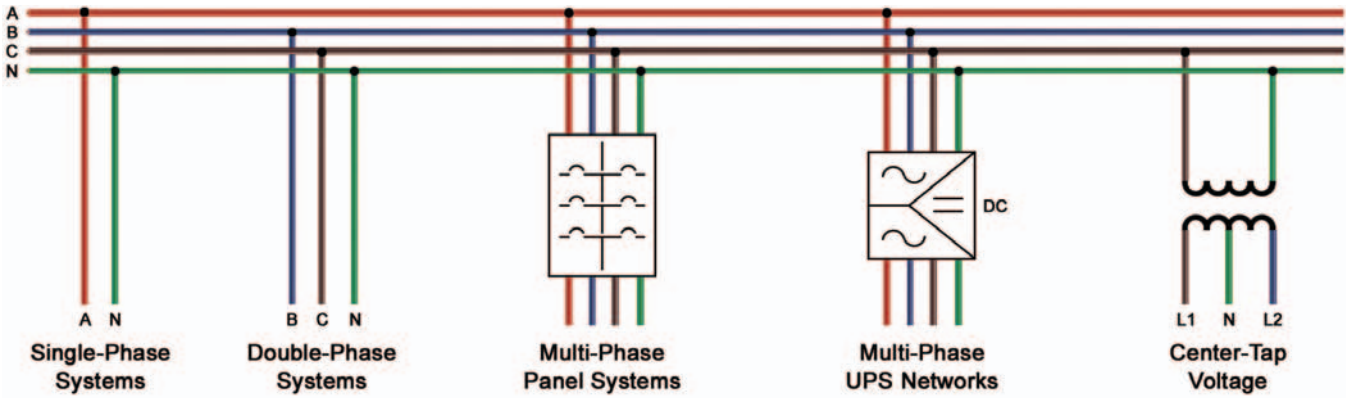 A
B
C
N
DC
A N
B C N
L1 N L2
Single-Phase
Systems
Double-Phase
Systems
Multi-Phase
Panel Systems
Multi-Phase
UPS Networks
Center-Tap
Voltage